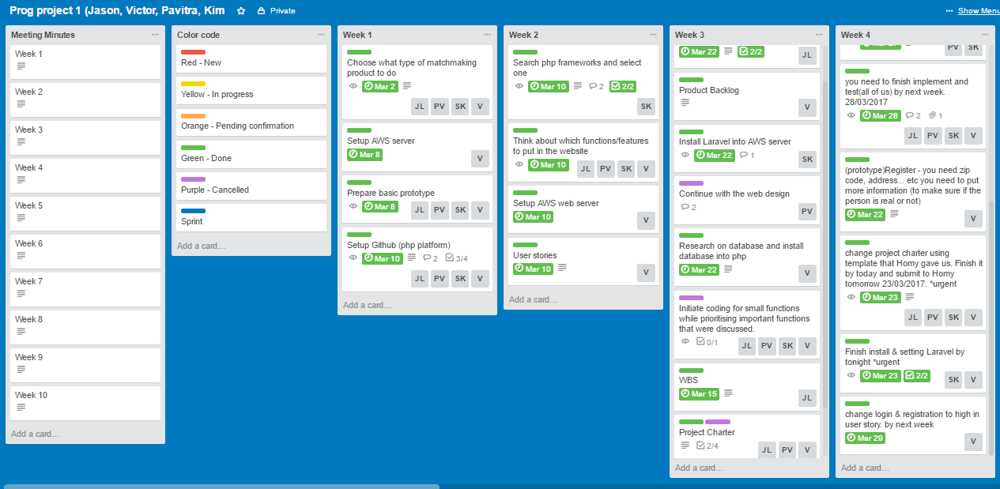 Prog project 1 (Jason, Victor, Pavitra, Kim
Private
Show Menu
Meeting Minutes
Week 1
Week 2
Week 3
Week 4
Week 5
Week 6
Week 7
Week 8
Week 9
Week 10
Add a card…
Color code
Red - New
Yellow - In progress
Orange - Pending confirmation
Green - Done
Purple - Cancelled
Sprint
Add a card…
Week 1
Choose what type of matchmaking
product to do
Mar 2
JL PV SK V
Setup AWS server
Mar 8
V
Prepare basic prototype
Mar 8
JL PV SK V
Setup Github (php platform)
Mar 10 2 3/4
JL PV SK V
Add a card…
Week 2
Search php frameworks and select
one
Mar 10 2 2/2
SK
Think about which functions/features
to put in the website
Mar 10
JL PV SK V
Setup AWS web server
Mar 10
V
User stories
Mar 10
V
Add a card…
Week 3
Mar 22 2/2
JL
Product Backlog
V
Install Laravel into AWS server
Mar 22 1
SK
Continue with the web design
2
PV
Research on database and install
database into php
Mar 22
V
Initiate coding for small functions
while prioritising important functions
that were discussed.
0/1
JL PV SK V
WBS
Mar 15
JL
Project Charter
2/4
JL PV V
Add a card…
Week 4
PV SK
you need to finish implement and
test(all of us) by next week.
28/03/2017
Mar 28 2 1
JL PV SK V
(prototype)Register - you need zip
code, address... etc you need to put
more information (to make sure if the
person is real or not)
Mar 22
V
change project charter using
template that Homy gave us. Finish it
by today and submit to Homy
tomorrow 23/03/2017. *urgent
Mar 23
JL PV SK V
Finish install & setting Laravel by
tonight *urgent
Mar 23 2/2
SK V
change login & registration to high in
user story. by next week
Mar 29
V
Add a card…